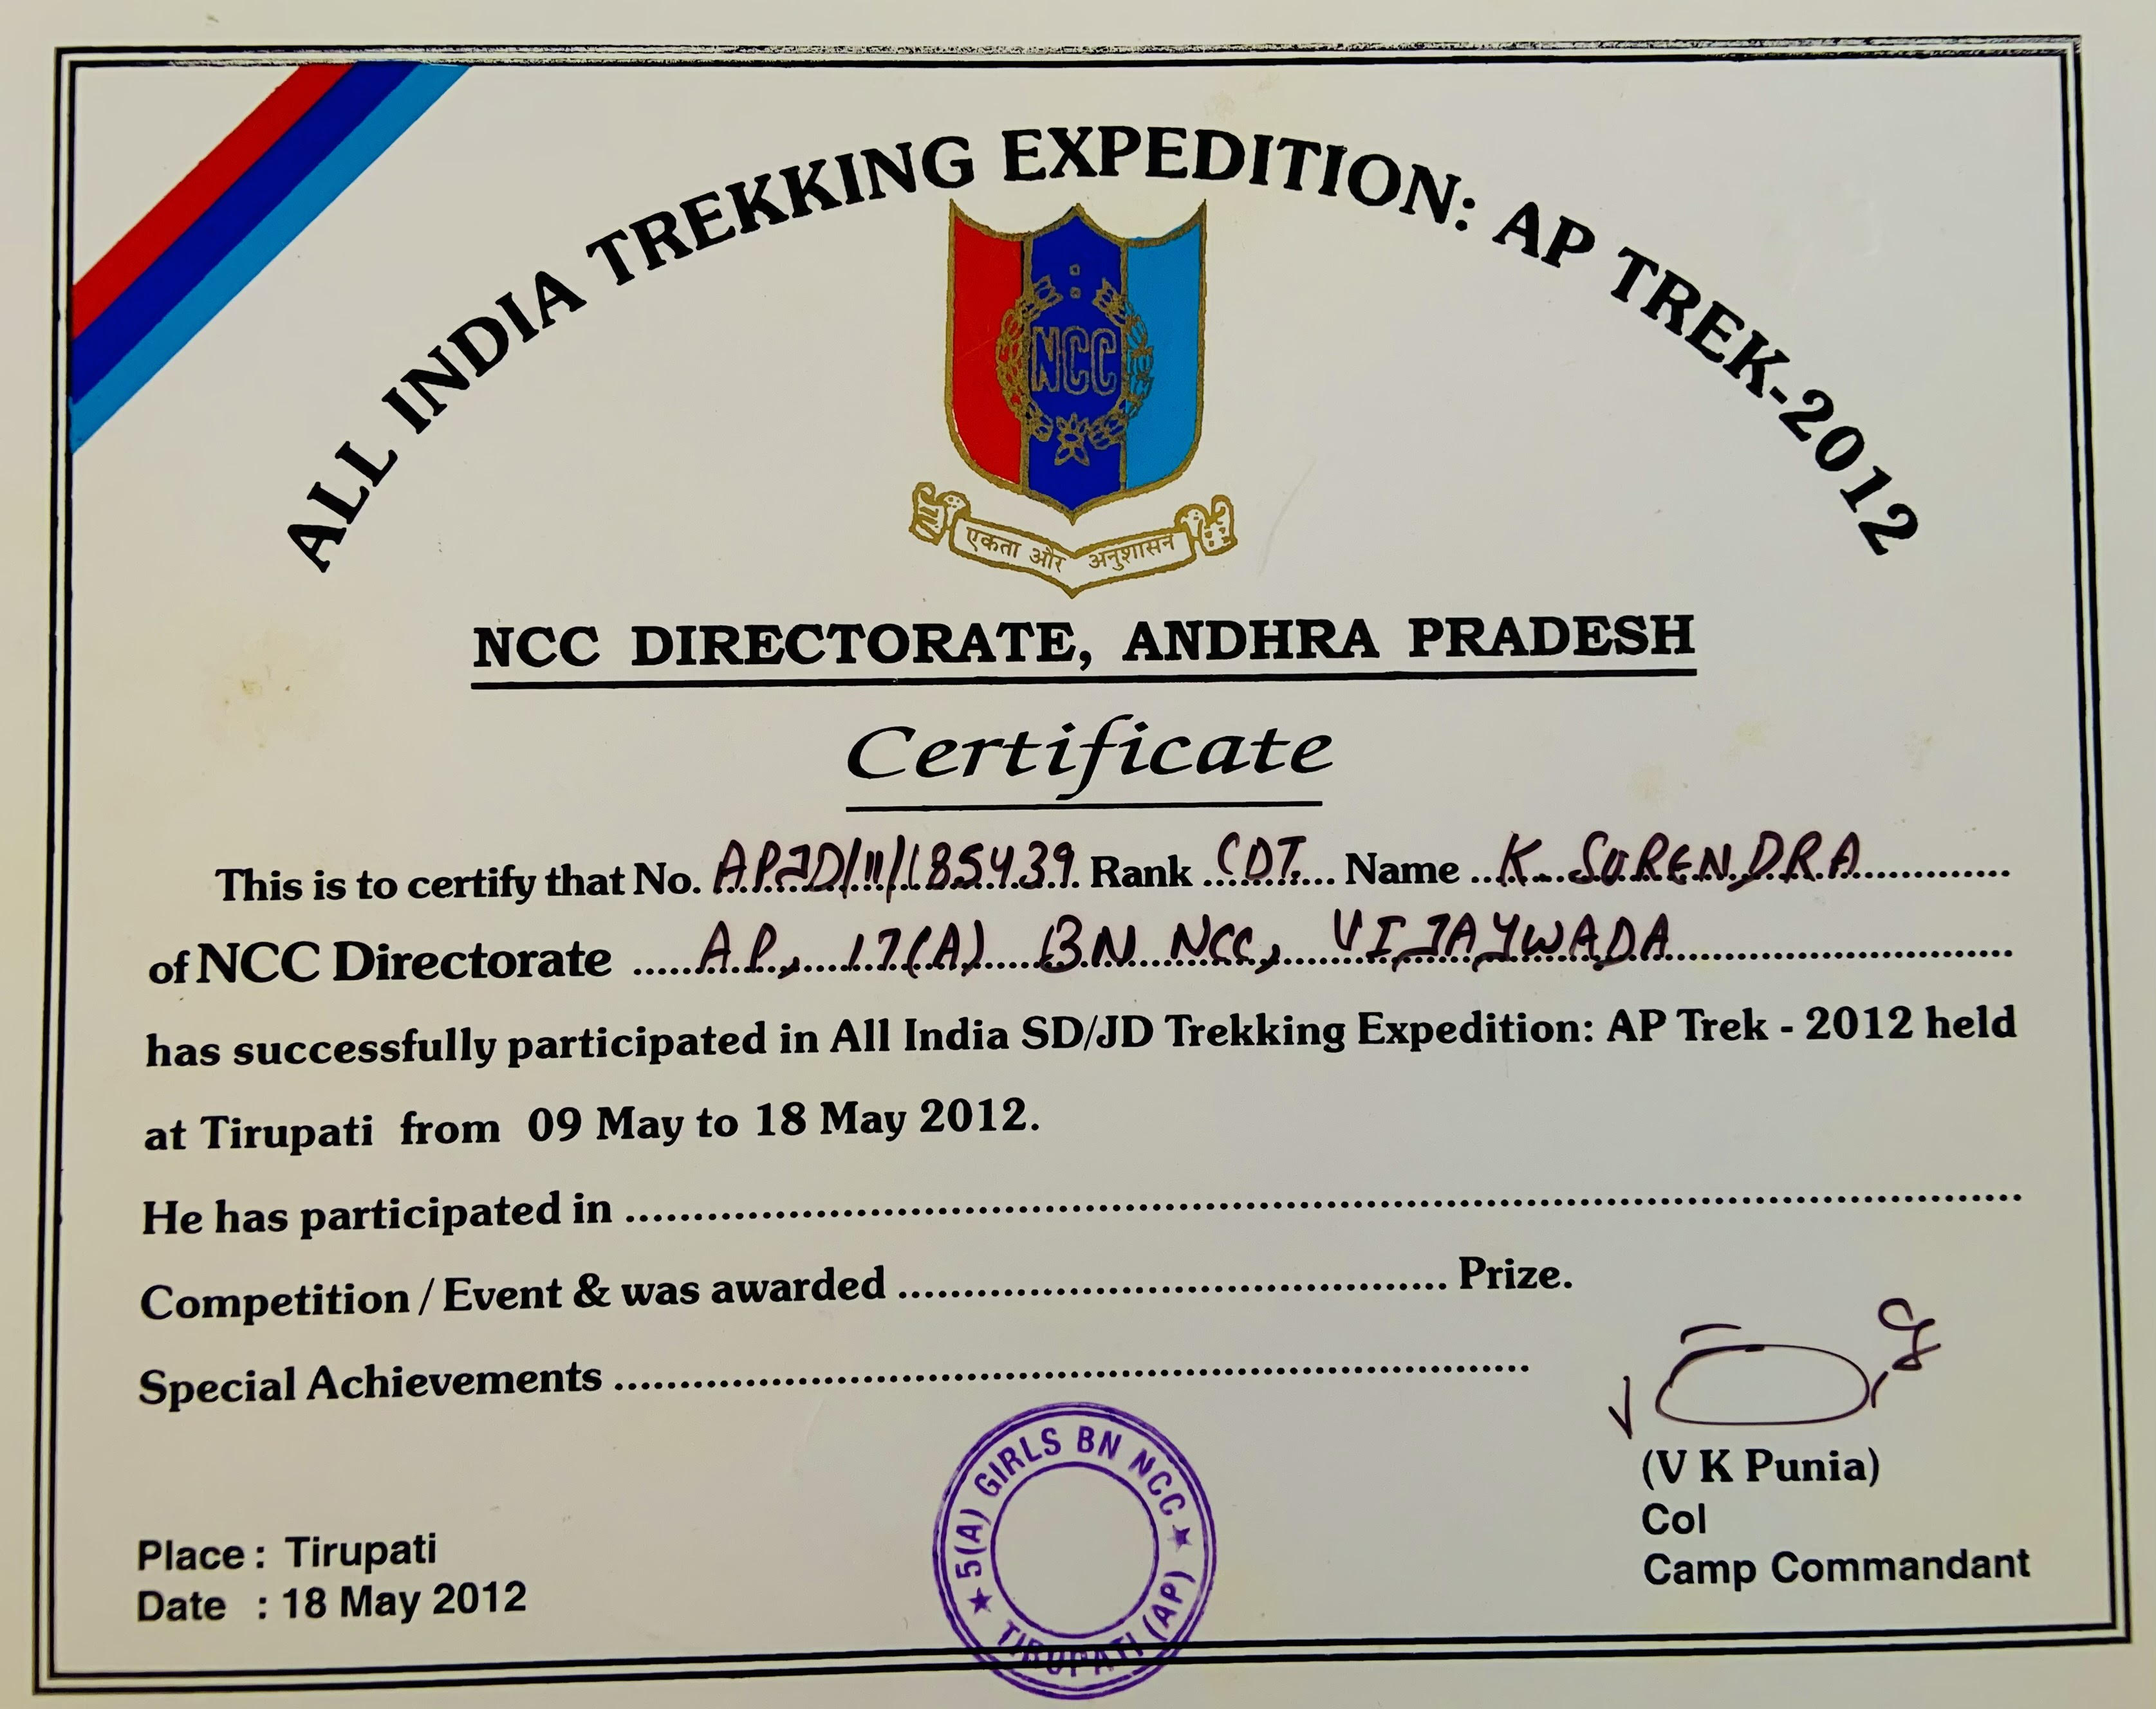 ALL INDIA TREKKING EXPEDITION: AP TREK-2012
NCC
एकता और अनुशासन
NCC DIRECTORATE, ANDHRA PRADESH
Certificate
This is to certify that No. APJD/11/185439 Rank CDT. Name K. SURENDRA
of NCC Directorate A.P., 17(A) BN NCC, VIJAYWADA
has successfully participated in All India SD/JD Trekking Expedition: AP Trek - 2012 held
at Tirupati from 09 May to 18 May 2012.
He has participated in
Competition / Event & was awarded Prize.
Special Achievements
(V K Punia)
Col
Camp Commandant
Place : Tirupati
Date : 18 May 2012
★ 5(A) GIRLS BN NCC ★
TIRUPATI (AP)